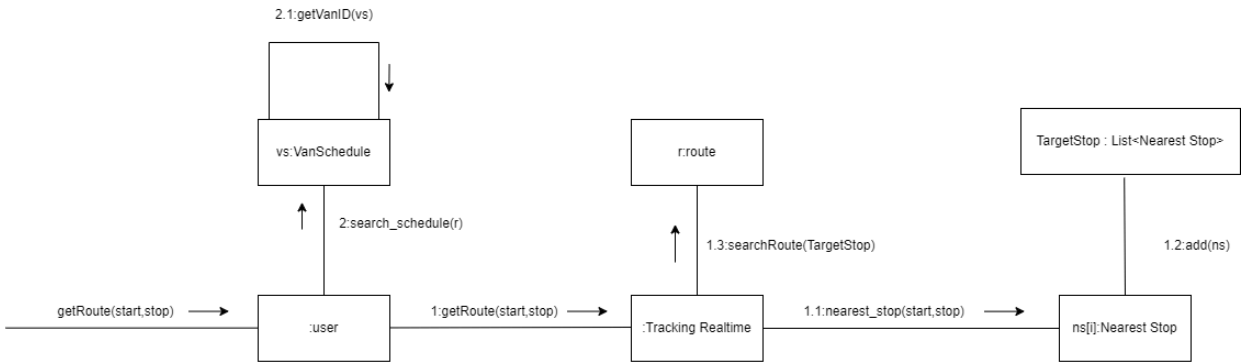 2.1:getVanID(vs)
vs:VanSchedule
r:route
TargetStop : List<Nearest Stop>
2:search_schedule(r)
1.3:searchRoute(TargetStop)
1.2:add(ns)
getRoute(start,stop)
:user
1:getRoute(start,stop)
:Tracking Realtime
1.1:nearest_stop(start,stop)
ns[i]:Nearest Stop